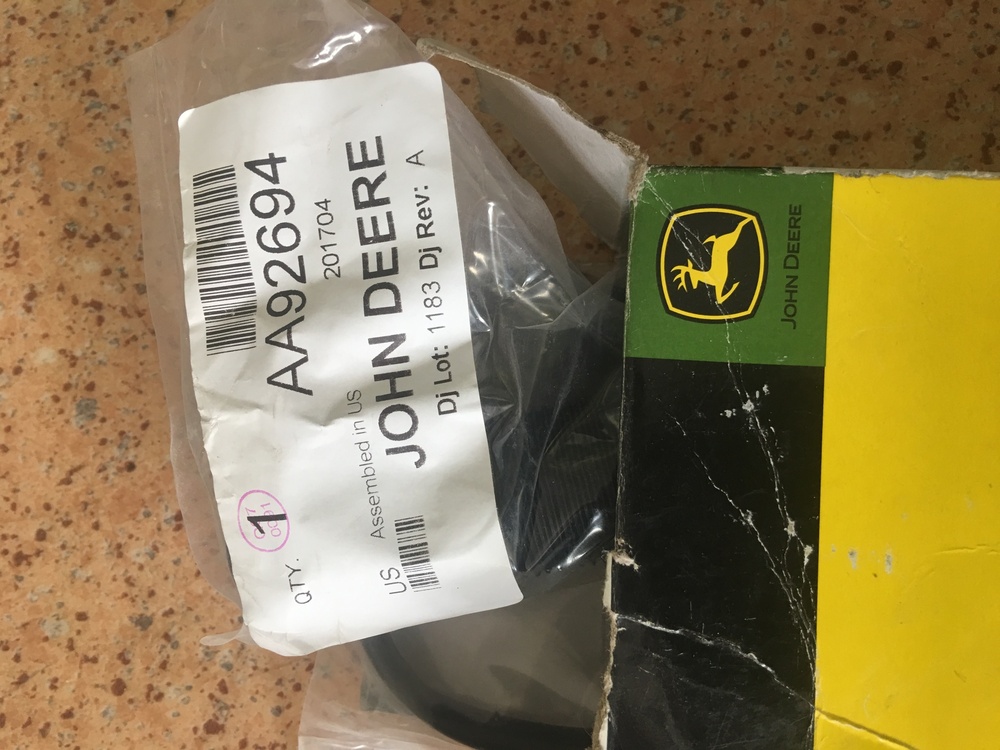 AA92694
201704
QTY. 1
US Assembled in US
JOHN DEERE
Dj Lot: 1183 Dj Rev: A
JOHN DEERE